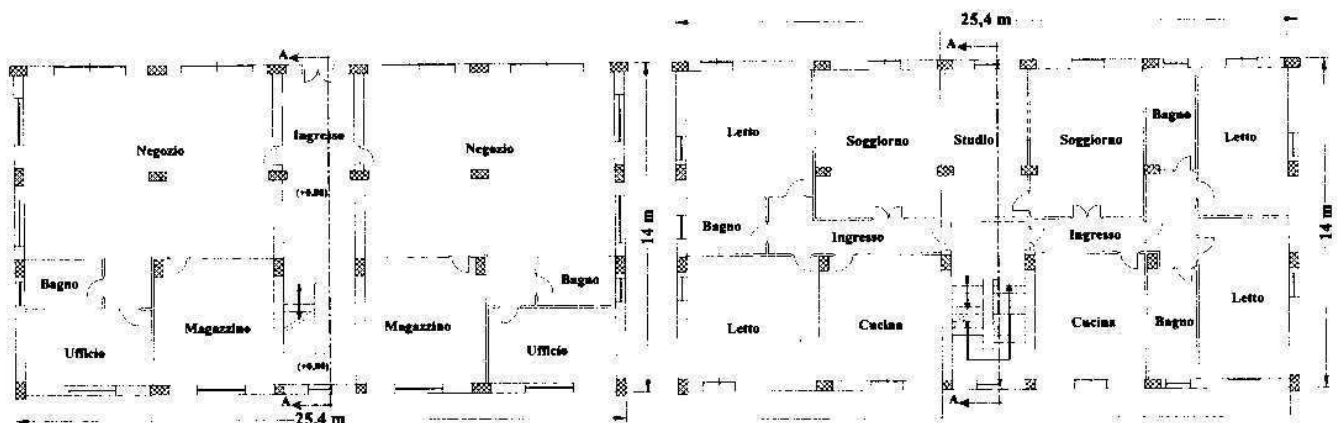 25,4 m
A
A
Negozio
Ingresso
Negozio
(+0.00)
14 m
Bagno
Bagno
Magazzino
Magazzino
Ufficio
Ufficio
(+0.00)
A
25,4 m
Letto
Soggiorno
Studio
Soggiorno
Bagno
Letto
14 m
Bagno
Ingresso
Ingresso
Letto
Letto
Cucina
Cucina
Bagno
A